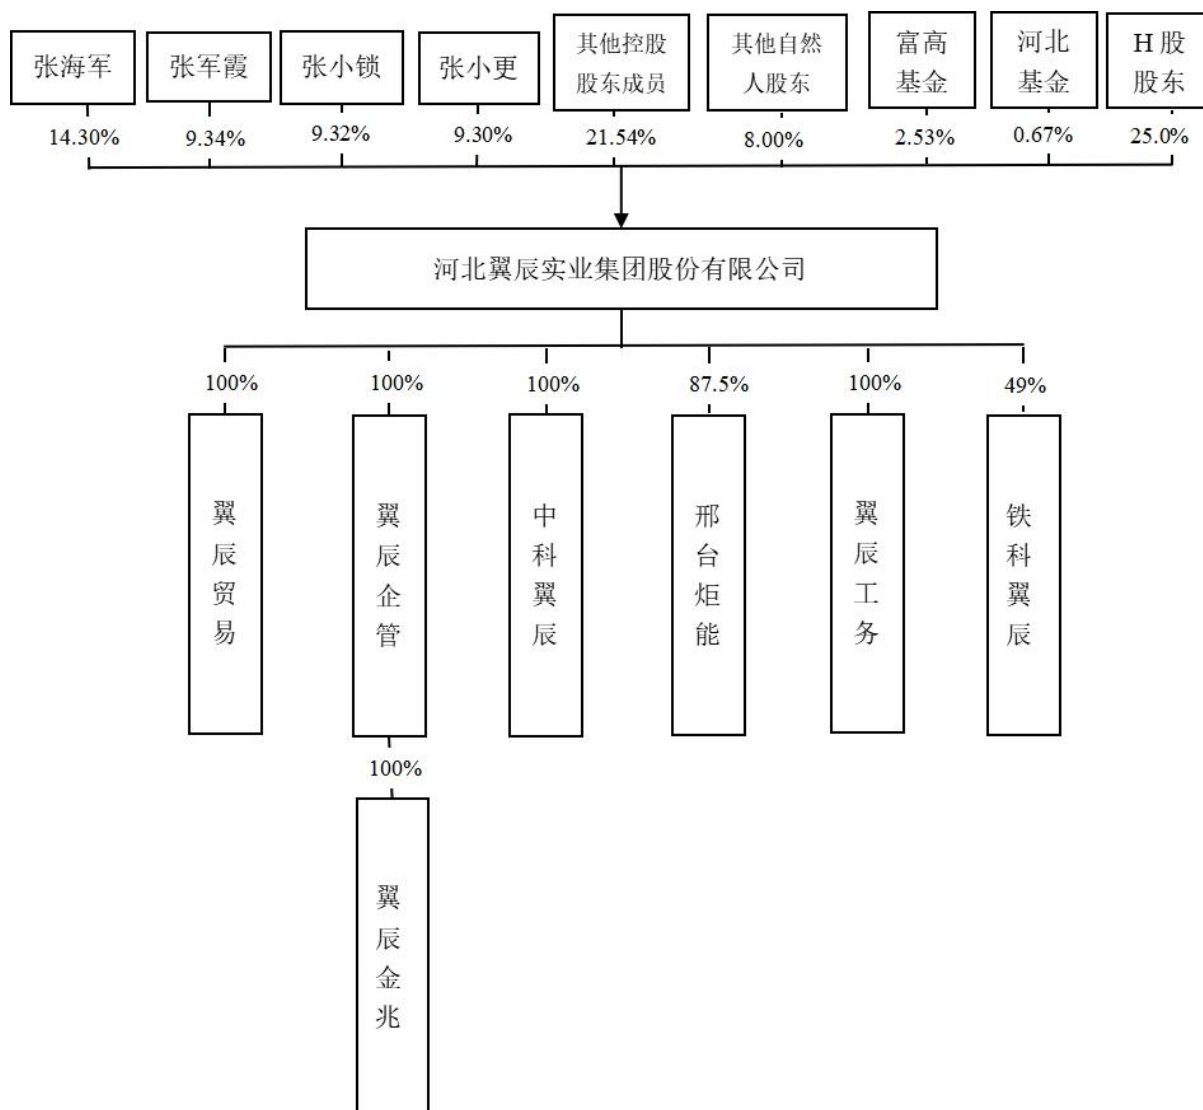 张海军
张军霞
张小锁
张小更
其他控股
股东成员
其他自然
人股东
富高
基金
河北
基金
H 股
股东
14.30%
9.34%
9.32%
9.30%
21.54%
8.00%
2.53%
0.67%
25.0%
河北翼辰实业集团股份有限公司
100%
100%
100%
87.5%
100%
49%
翼辰贸易
翼辰企管
中科翼辰
邢台炬能
翼辰工务
铁科翼辰
100%
翼辰金兆